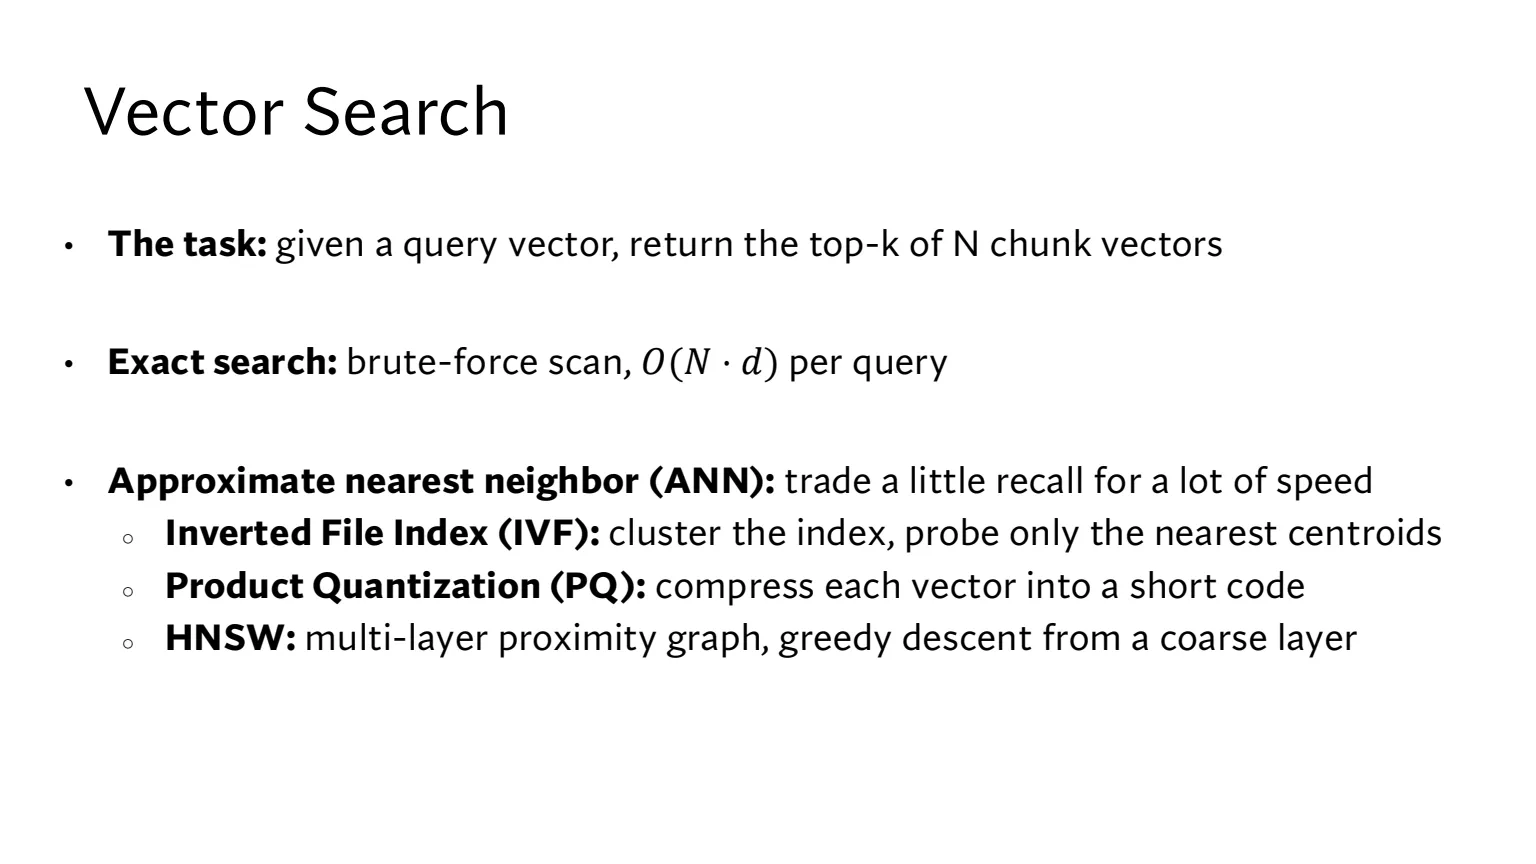 Vector Search
• The task: given a query vector, return the top-k of N chunk vectors
• Exact search: brute-force scan, O(N · d) per query
• Approximate nearest neighbor (ANN): trade a little recall for a lot of speed
○ Inverted File Index (IVF): cluster the index, probe only the nearest centroids
○ Product Quantization (PQ): compress each vector into a short code
○ HNSW: multi-layer proximity graph, greedy descent from a coarse layer